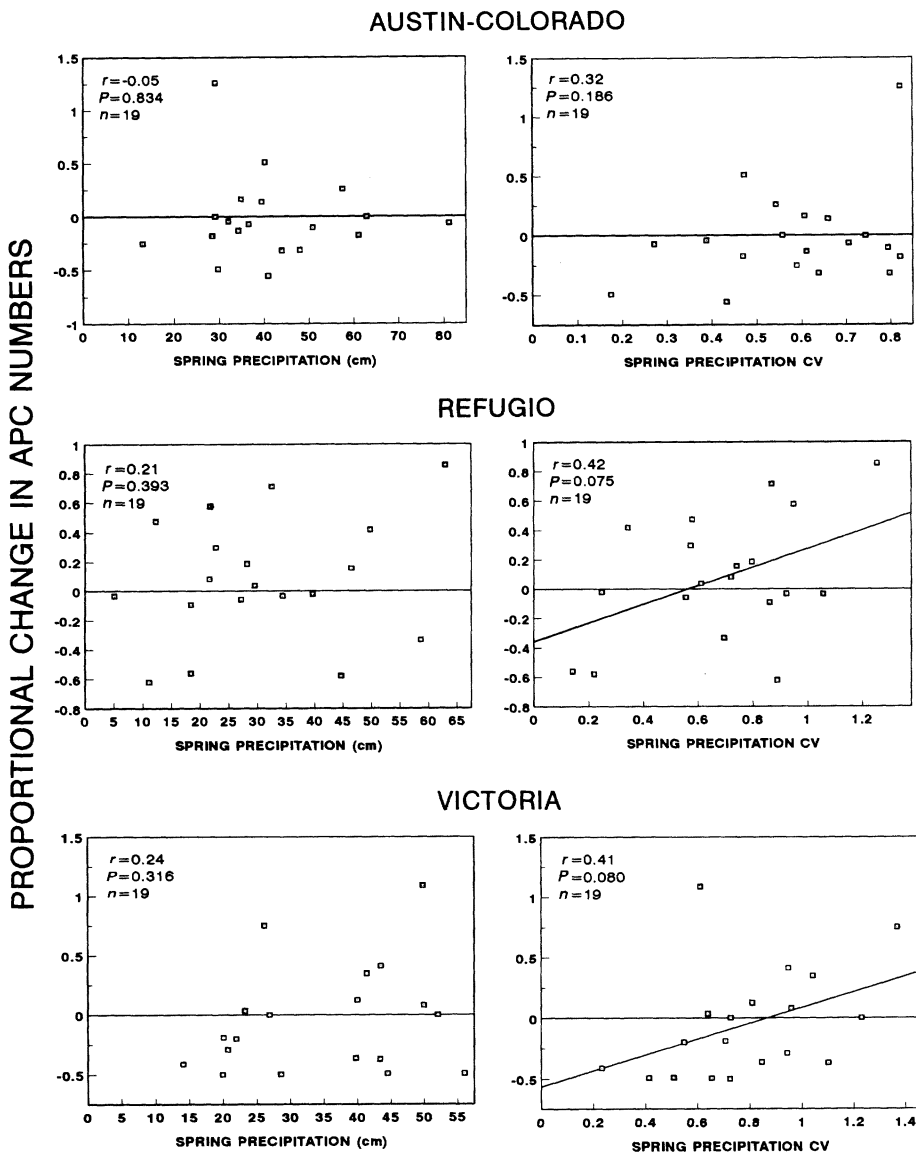 AUSTIN-COLORADO
PROPORTIONAL CHANGE IN APC NUMBERS
1.5
1
0.5
0
-0.5
-1
r=-0.05
P=0.834
n=19
0 10 20 30 40 50 60 70 80
SPRING PRECIPITATION (cm)
1.5
1
0.5
0
-0.5
r=0.32
P=0.186
n=19
0 0.1 0.2 0.3 0.4 0.5 0.6 0.7 0.8
SPRING PRECIPITATION CV
REFUGIO
1
0.8
0.6
0.4
0.2
0
-0.2
-0.4
-0.6
-0.8
r=0.21
P=0.393
n=19
0 5 10 15 20 25 30 35 40 45 50 55 60 65
SPRING PRECIPITATION (cm)
1
0.8
0.6
0.4
0.2
0
-0.2
-0.4
-0.6
-0.8
r=0.42
P=0.075
n=19
0 0.2 0.4 0.6 0.8 1 1.2
SPRING PRECIPITATION CV
VICTORIA
1.5
1
0.5
0
-0.5
r=0.24
P=0.316
n=19
0 5 10 15 20 25 30 35 40 45 50 55
SPRING PRECIPITATION (cm)
1.5
1
0.5
0
-0.5
r=0.41
P=0.080
n=19
0 0.2 0.4 0.6 0.8 1 1.2 1.4
SPRING PRECIPITATION CV